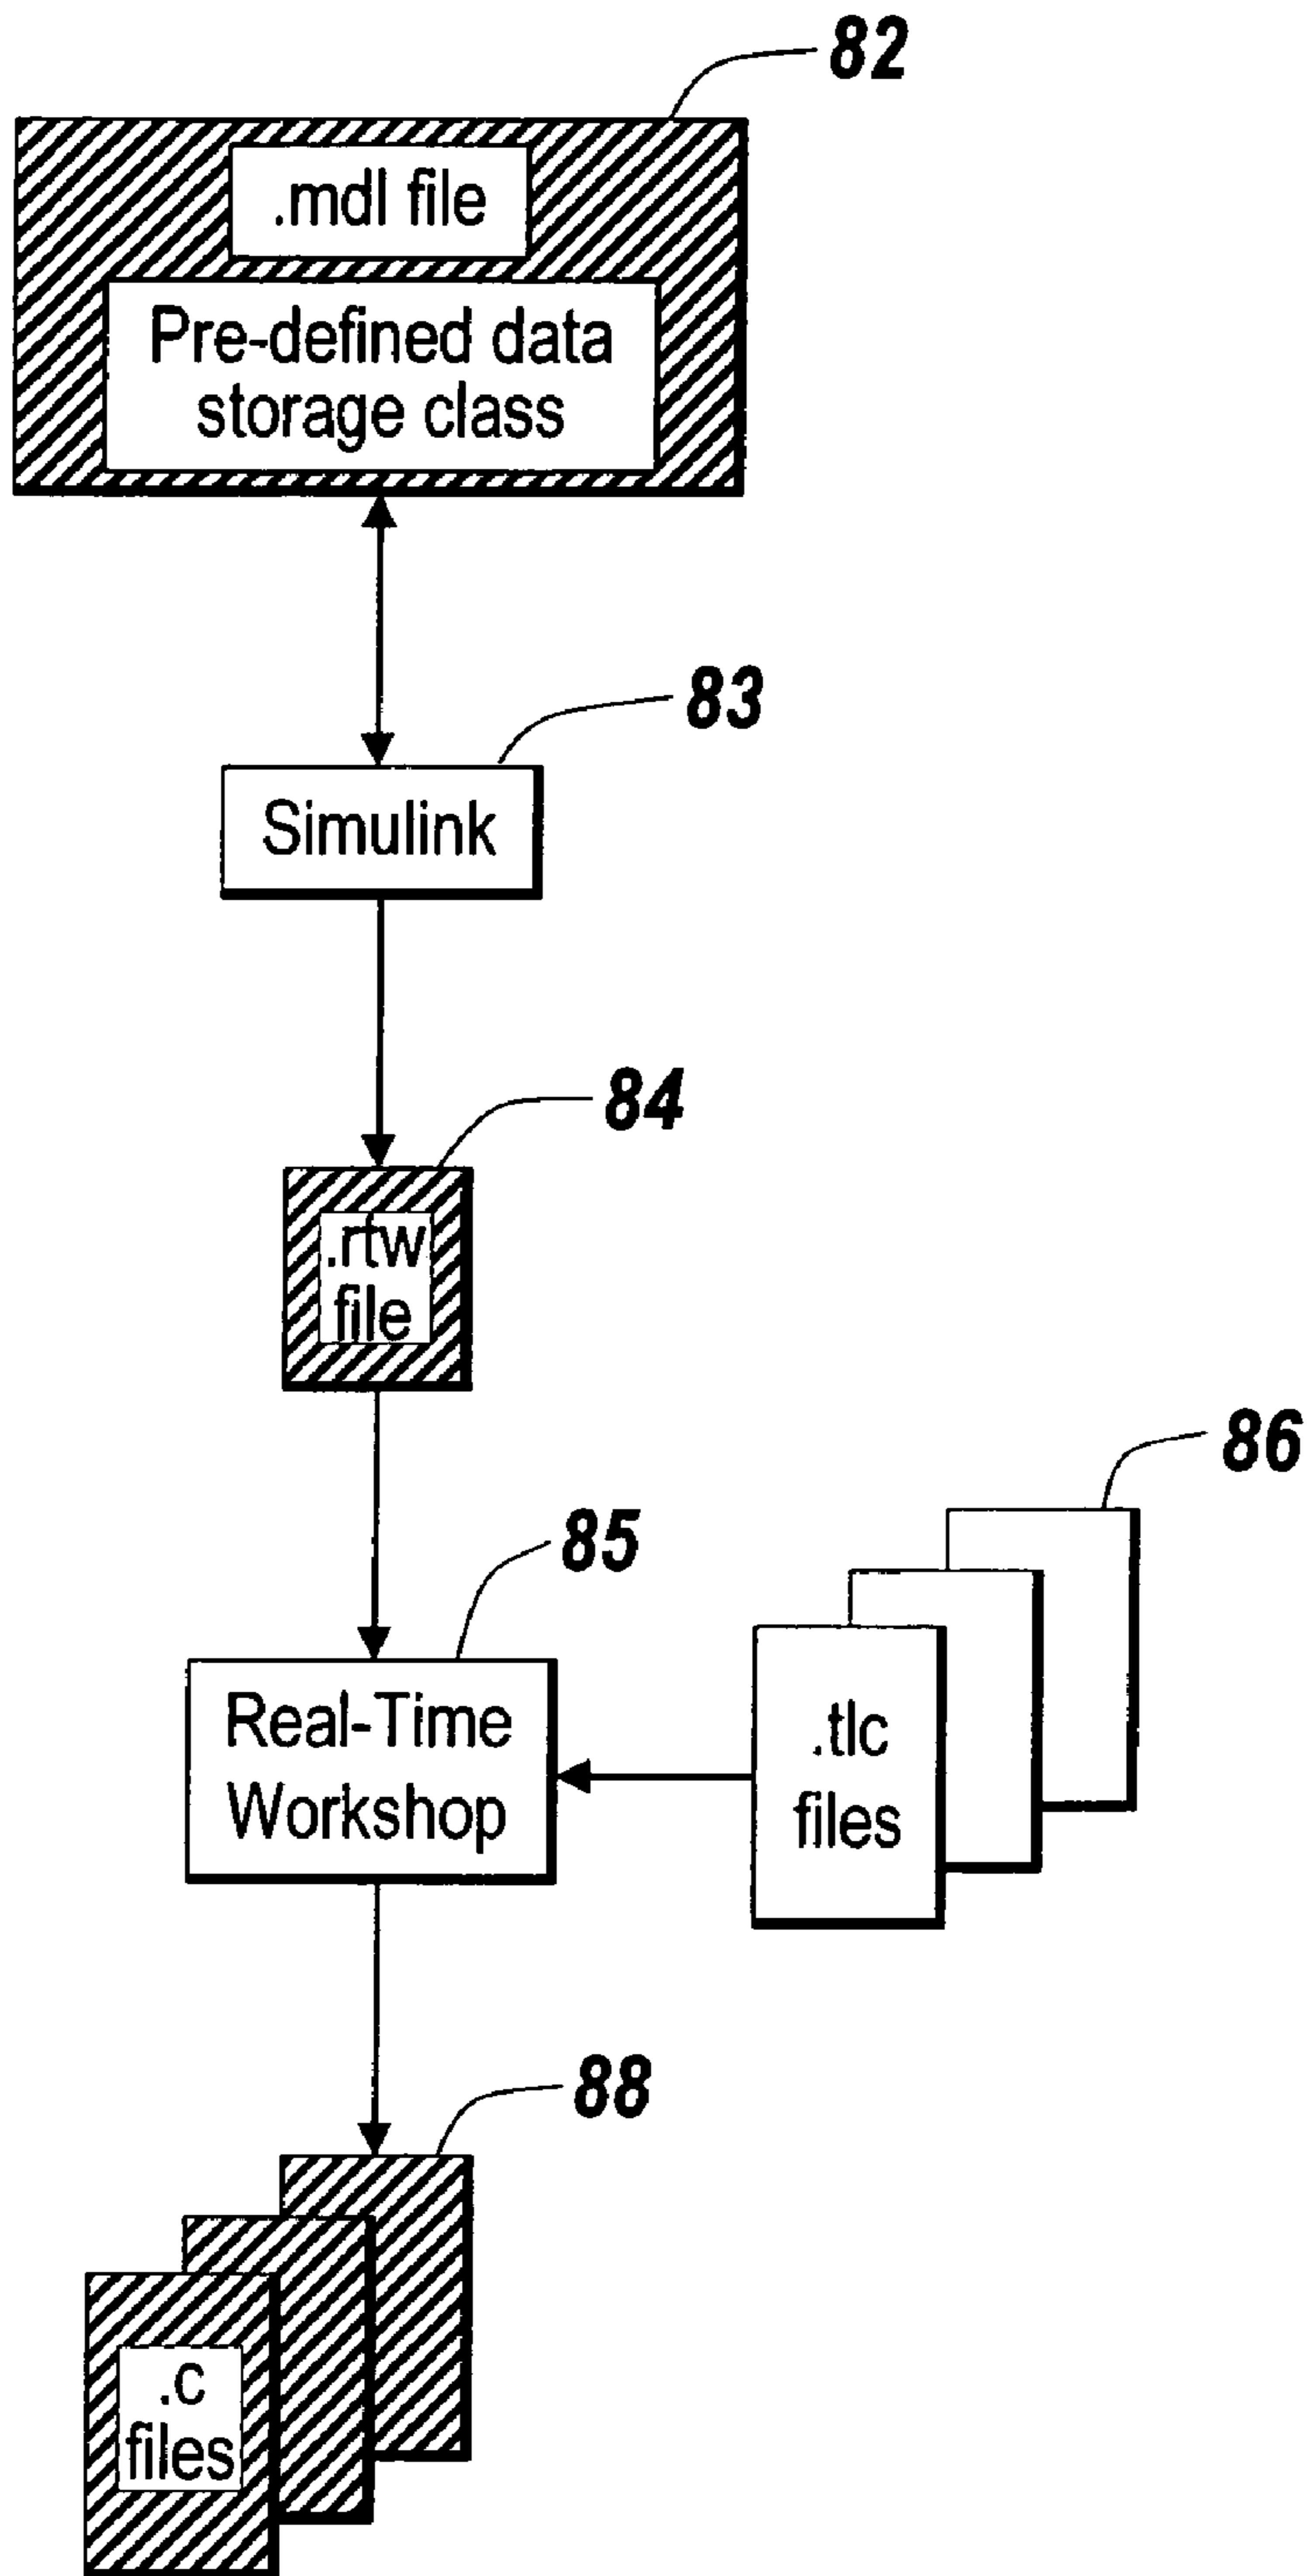 82
.mdl file
Pre-defined data
storage class
83
Simulink
84
.rtw
file
86
85
Real-Time
Workshop
.tlc
files
88
.c
files